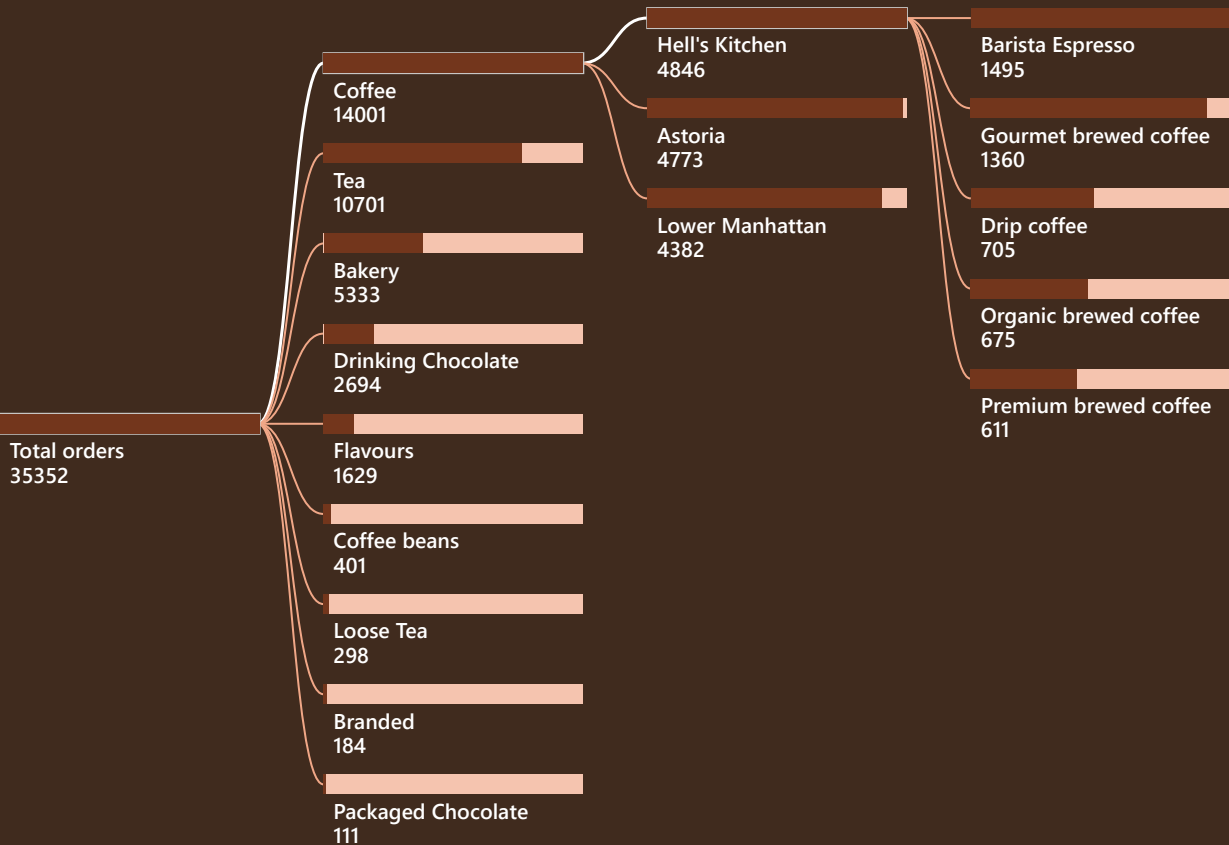 Total orders
35352
Coffee
14001
Tea
10701
Bakery
5333
Drinking Chocolate
2694
Flavours
1629
Coffee beans
401
Loose Tea
298
Branded
184
Packaged Chocolate
111
Hell's Kitchen
4846
Astoria
4773
Lower Manhattan
4382
Barista Espresso
1495
Gourmet brewed coffee
1360
Drip coffee
705
Organic brewed coffee
675
Premium brewed coffee
611